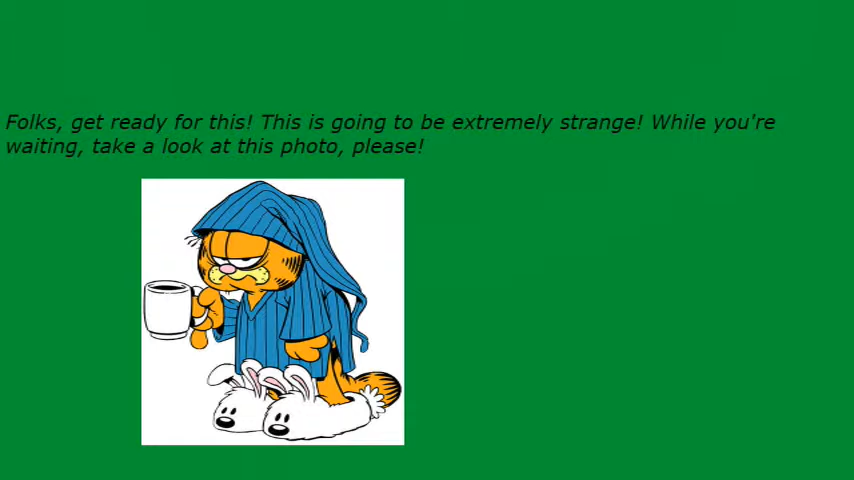 Folks, get ready for this! This is going to be extremely strange! While you're
waiting, take a look at this photo, please!